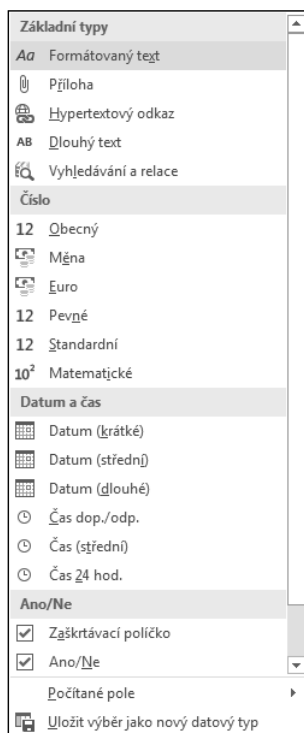 Základní typy
Aa Formátovaný text
Příloha
Hypertextový odkaz
AB Dlouhý text
Vyhledávání a relace
Číslo
12 Obecný
Měna
Euro
12 Pevné
12 Standardní
10² Matematické
Datum a čas
Datum (krátké)
Datum (střední)
Datum (dlouhé)
Čas dop./odp.
Čas (střední)
Čas 24 hod.
Ano/Ne
Zaškrtávací políčko
Ano/Ne
Počítané pole
Uložit výběr jako nový datový typ